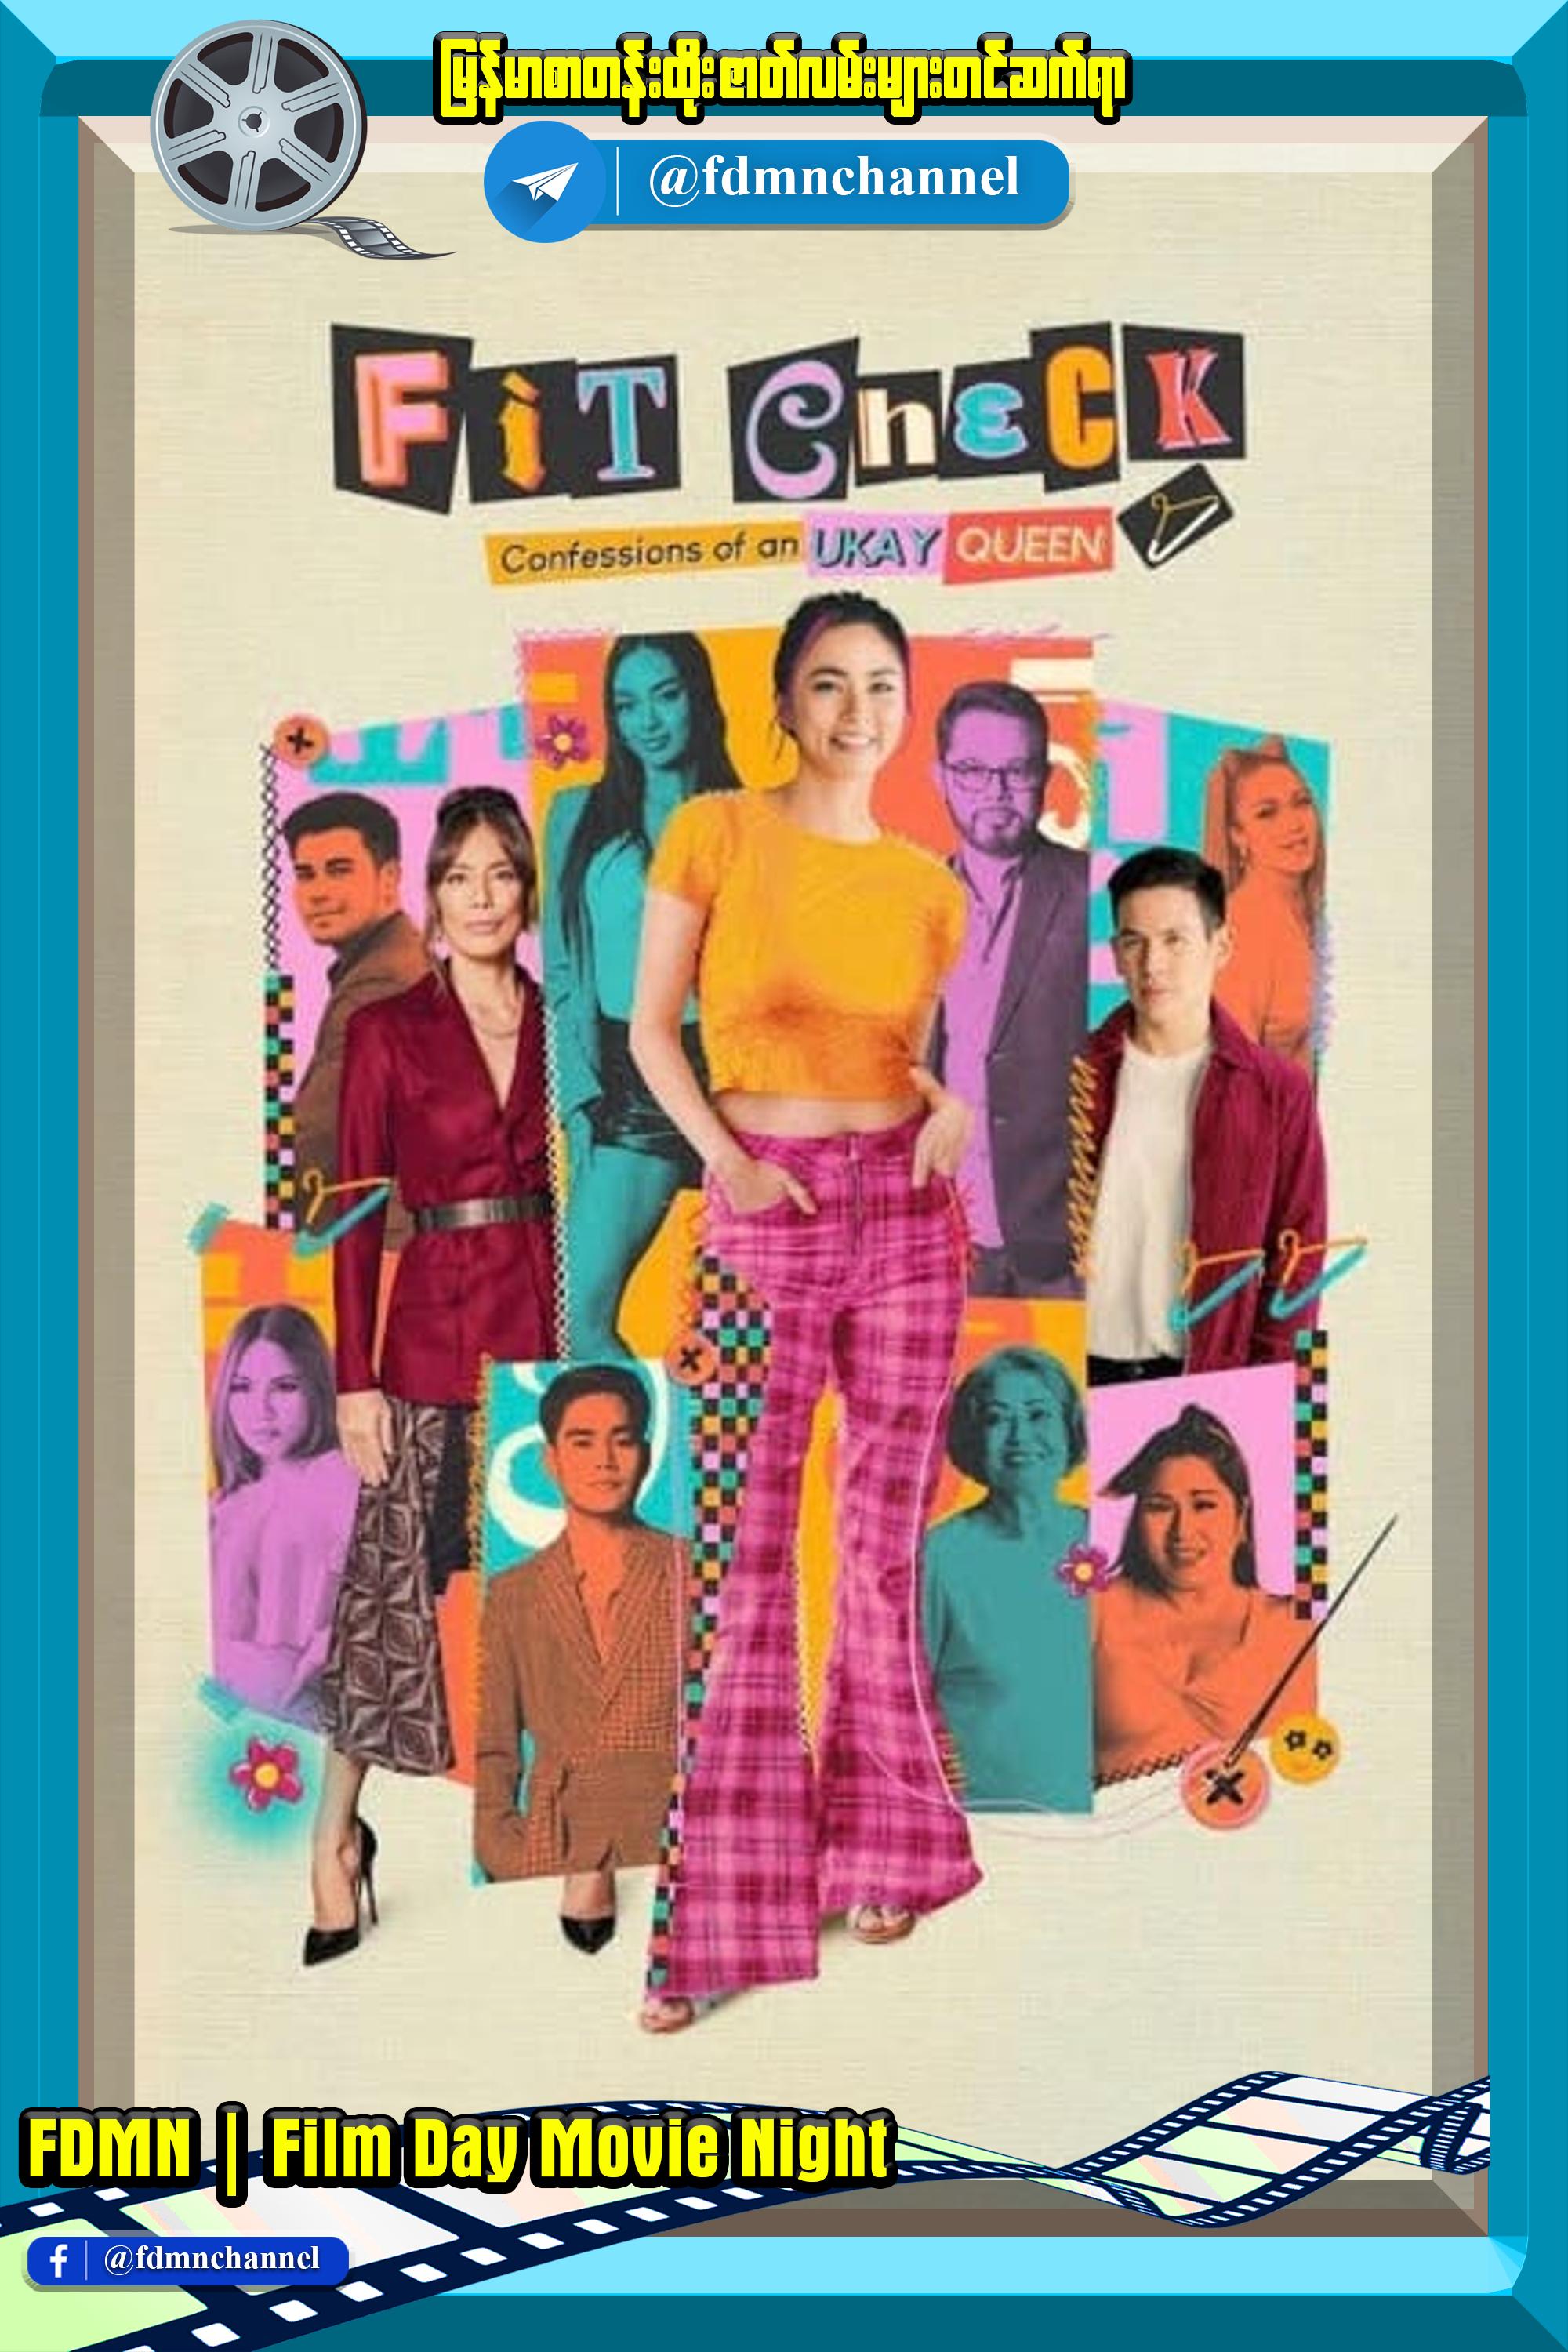 မြန်မာစာတန်းထိုးဇာတ်လမ်းများတင်ဆက်ရာ
@fdmnchannel
FiT ChecK
Confessions of an UKAY QUEEN
FDMN | Film Day Movie Night
@fdmnchannel